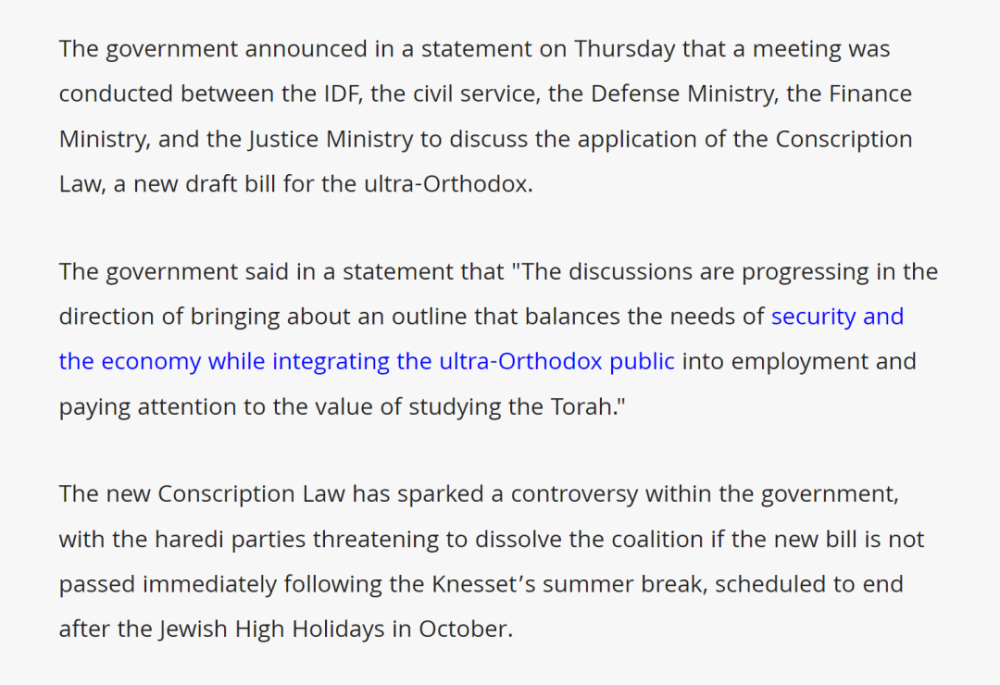 The government announced in a statement on Thursday that a meeting was
conducted between the IDF, the civil service, the Defense Ministry, the Finance
Ministry, and the Justice Ministry to discuss the application of the Conscription
Law, a new draft bill for the ultra-Orthodox.
The government said in a statement that "The discussions are progressing in the
direction of bringing about an outline that balances the needs of security and
the economy while integrating the ultra-Orthodox public into employment and
paying attention to the value of studying the Torah."
The new Conscription Law has sparked a controversy within the government,
with the haredi parties threatening to dissolve the coalition if the new bill is not
passed immediately following the Knesset’s summer break, scheduled to end
after the Jewish High Holidays in October.